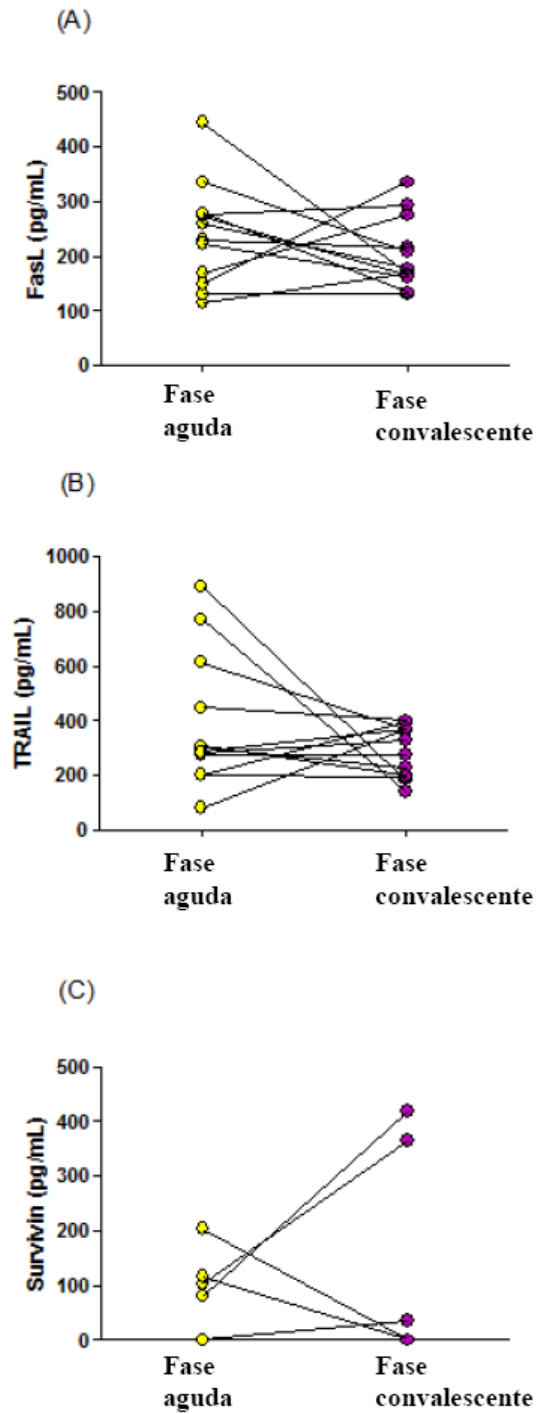 (A)
500
400
300
200
100
0
FasL (pg/mL)
Fase
aguda
Fase
convalescente
(B)
1000
800
600
400
200
0
TRAIL (pg/mL)
Fase
aguda
Fase
convalescente
(C)
500
400
300
200
100
0
Survivin (pg/mL)
Fase
aguda
Fase
convalescente